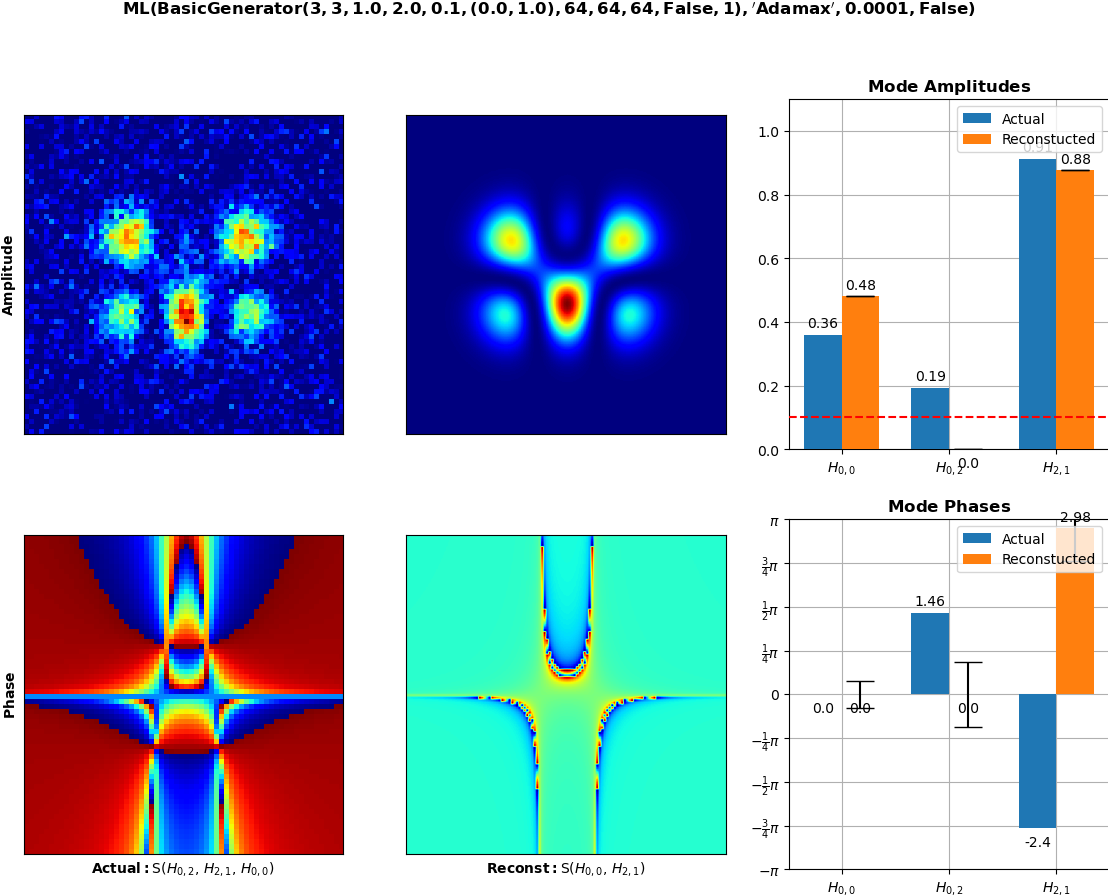 ML(BasicGenerator(3, 3, 1.0, 2.0, 0.1, (0.0, 1.0), 64, 64, 64, False, 1), ′Adamax′, 0.0001, False)
Amplitude
Mode Amplitudes
Actual
Reconstucted
1.0
0.8
0.6
0.4
0.2
0.0
0.36
0.48
0.19
0.0
0.91
0.88
H0,0
H0,2
H2,1
Phase
Actual: S(H0,2, H2,1, H0,0)
Reconst: S(H0,0, H2,1)
Mode Phases
Actual
Reconstucted
π
3/4π
1/2π
1/4π
0
−1/4π
−1/2π
−3/4π
−π
0.0
0.0
1.46
0.0
-2.4
2.98
H0,0
H0,2
H2,1